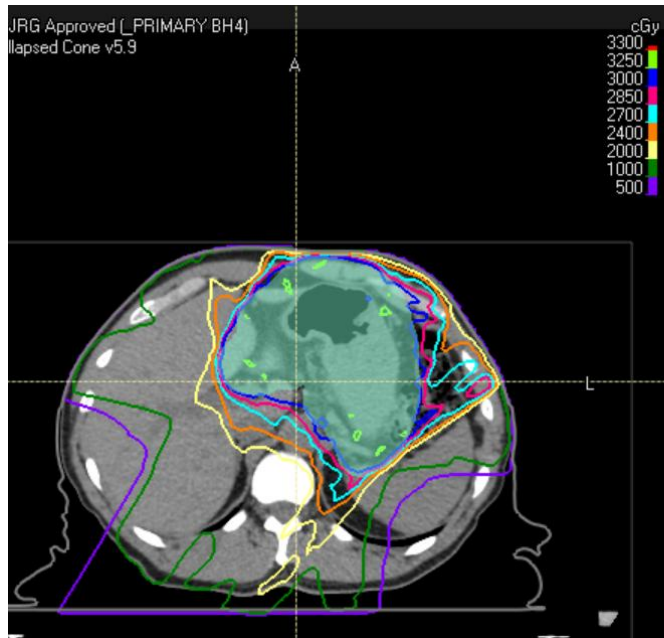 JRG Approved (_PRIMARY BH4)
llapsed Cone v5.9
cGy
3300
3250
3000
2850
2700
2400
2000
1000
500
A
L